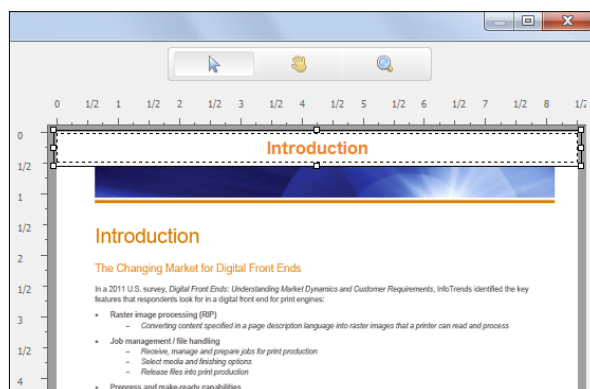 0 1/2 1 1/2 2 1/2 3 1/2 4 1/2 5 1/2 6 1/2 7 1/2 8 1/2
0
1/2
1
1/2
2
1/2
3
1/2
4
Introduction
Introduction
The Changing Market for Digital Front Ends
In a 2011 U.S. survey, Digital Front Ends: Understanding Market Dynamics and Customer Requirements, InfoTrends identified the key
features that respondents look for in a digital front end for print engines:
• Raster image processing (RIP)
– Converting content specified in a page description language into raster images that a printer can read and process
• Job management / file handling
– Receive, manage and prepare jobs for print production
– Select media and finishing options
– Release files into print production
• Prepress and make-ready capabilities